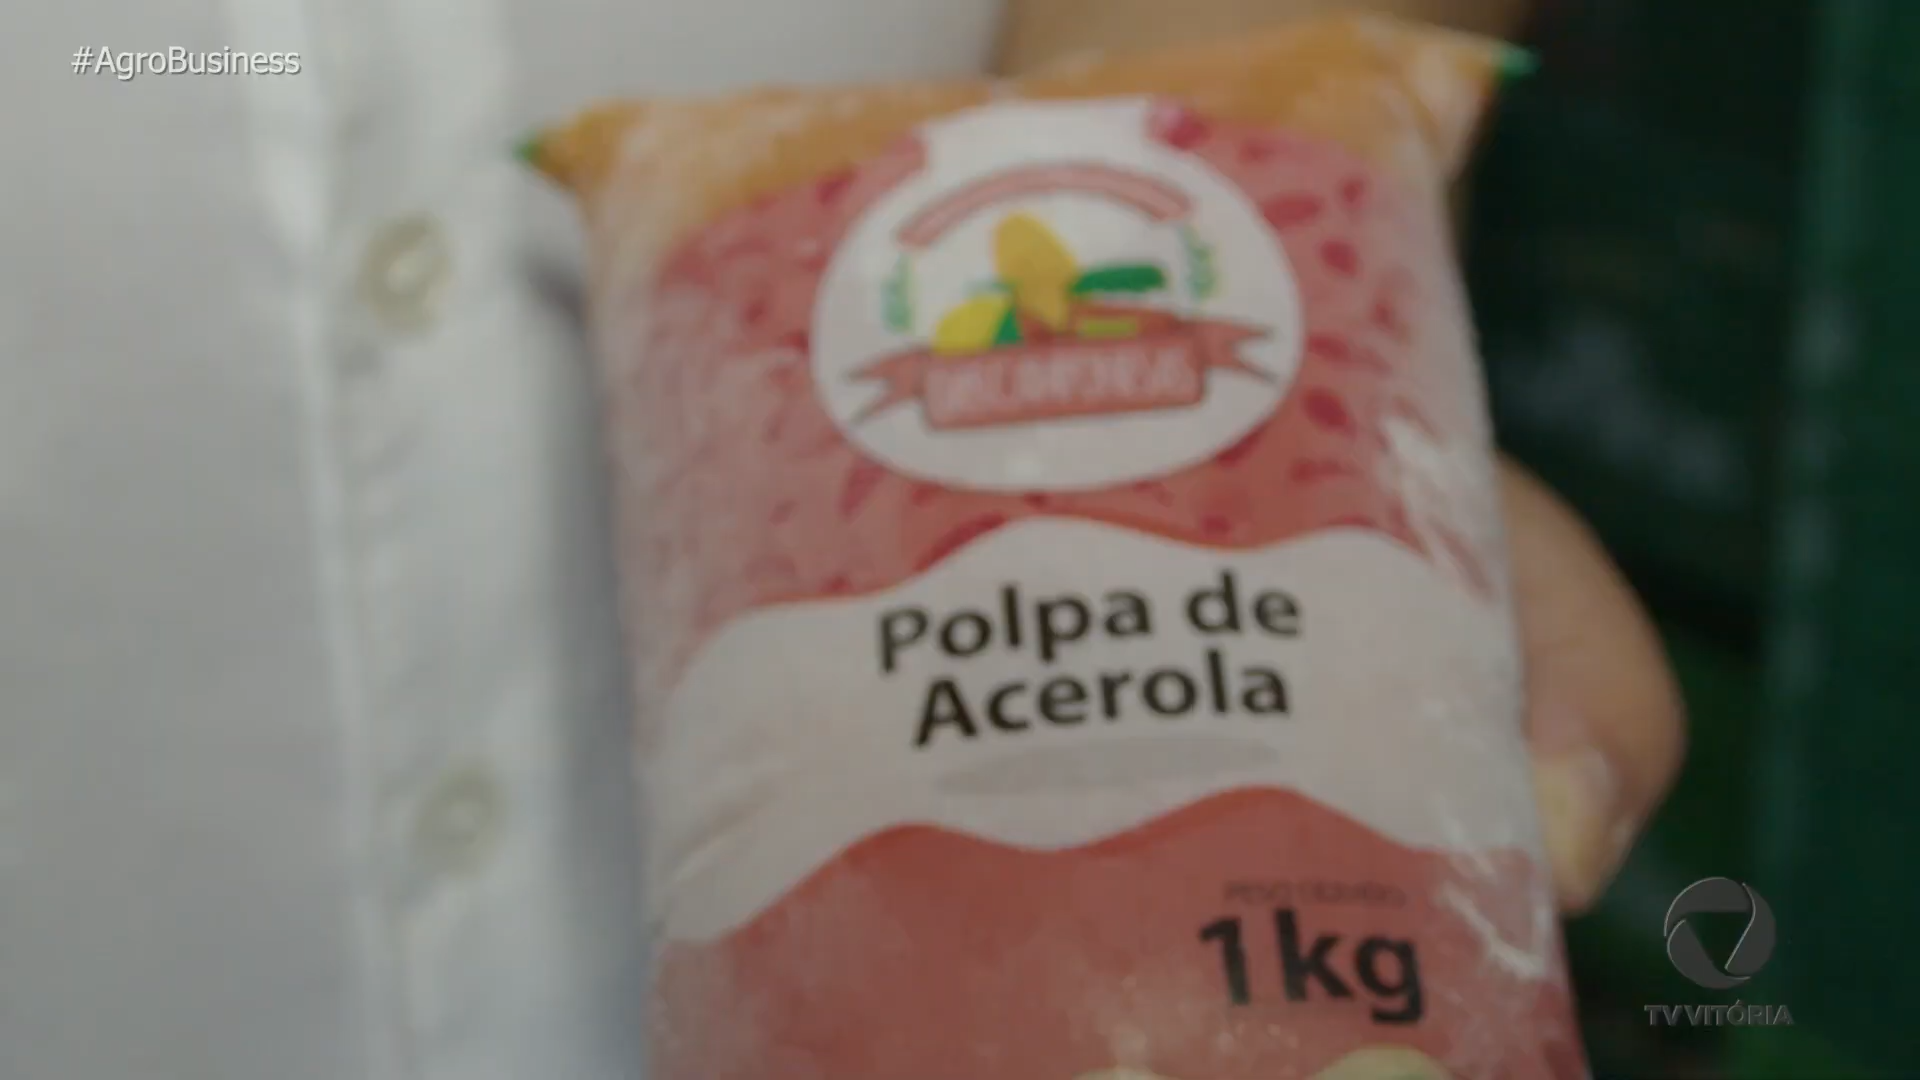 #AgroBusiness
Polpa de
Acerola
1kg
TV VITÓRIA